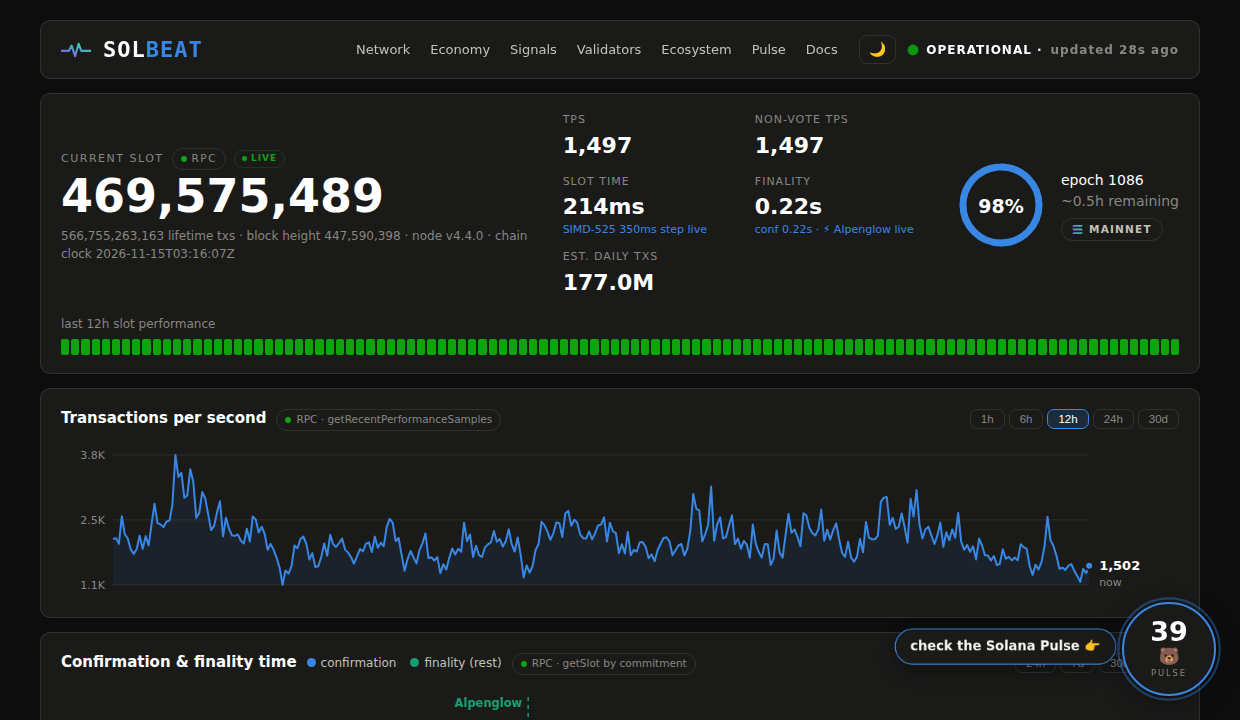 SOLBEAT
Network Economy Signals Validators Ecosystem Pulse Docs 🌙 OPERATIONAL · updated 28s ago
CURRENT SLOT RPC LIVE
469,575,489
566,755,263,163 lifetime txs · block height 447,590,398 · node v4.4.0 · chain
clock 2026-11-15T03:16:07Z
TPS
1,497
NON-VOTE TPS
1,497
SLOT TIME
214ms
SIMD-525 350ms step live
FINALITY
0.22s
conf 0.22s · ⚡ Alpenglow live
EST. DAILY TXS
177.0M
98%
epoch 1086
~0.5h remaining
MAINNET
last 12h slot performance
Transactions per second RPC · getRecentPerformanceSamples 1h 6h 12h 24h 30d
3.8K
2.5K
1.1K
1,502
now
Confirmation & finality time confirmation finality (rest) RPC · getSlot by commitment
Alpenglow
check the Solana Pulse 👉
39
🐻
PULSE